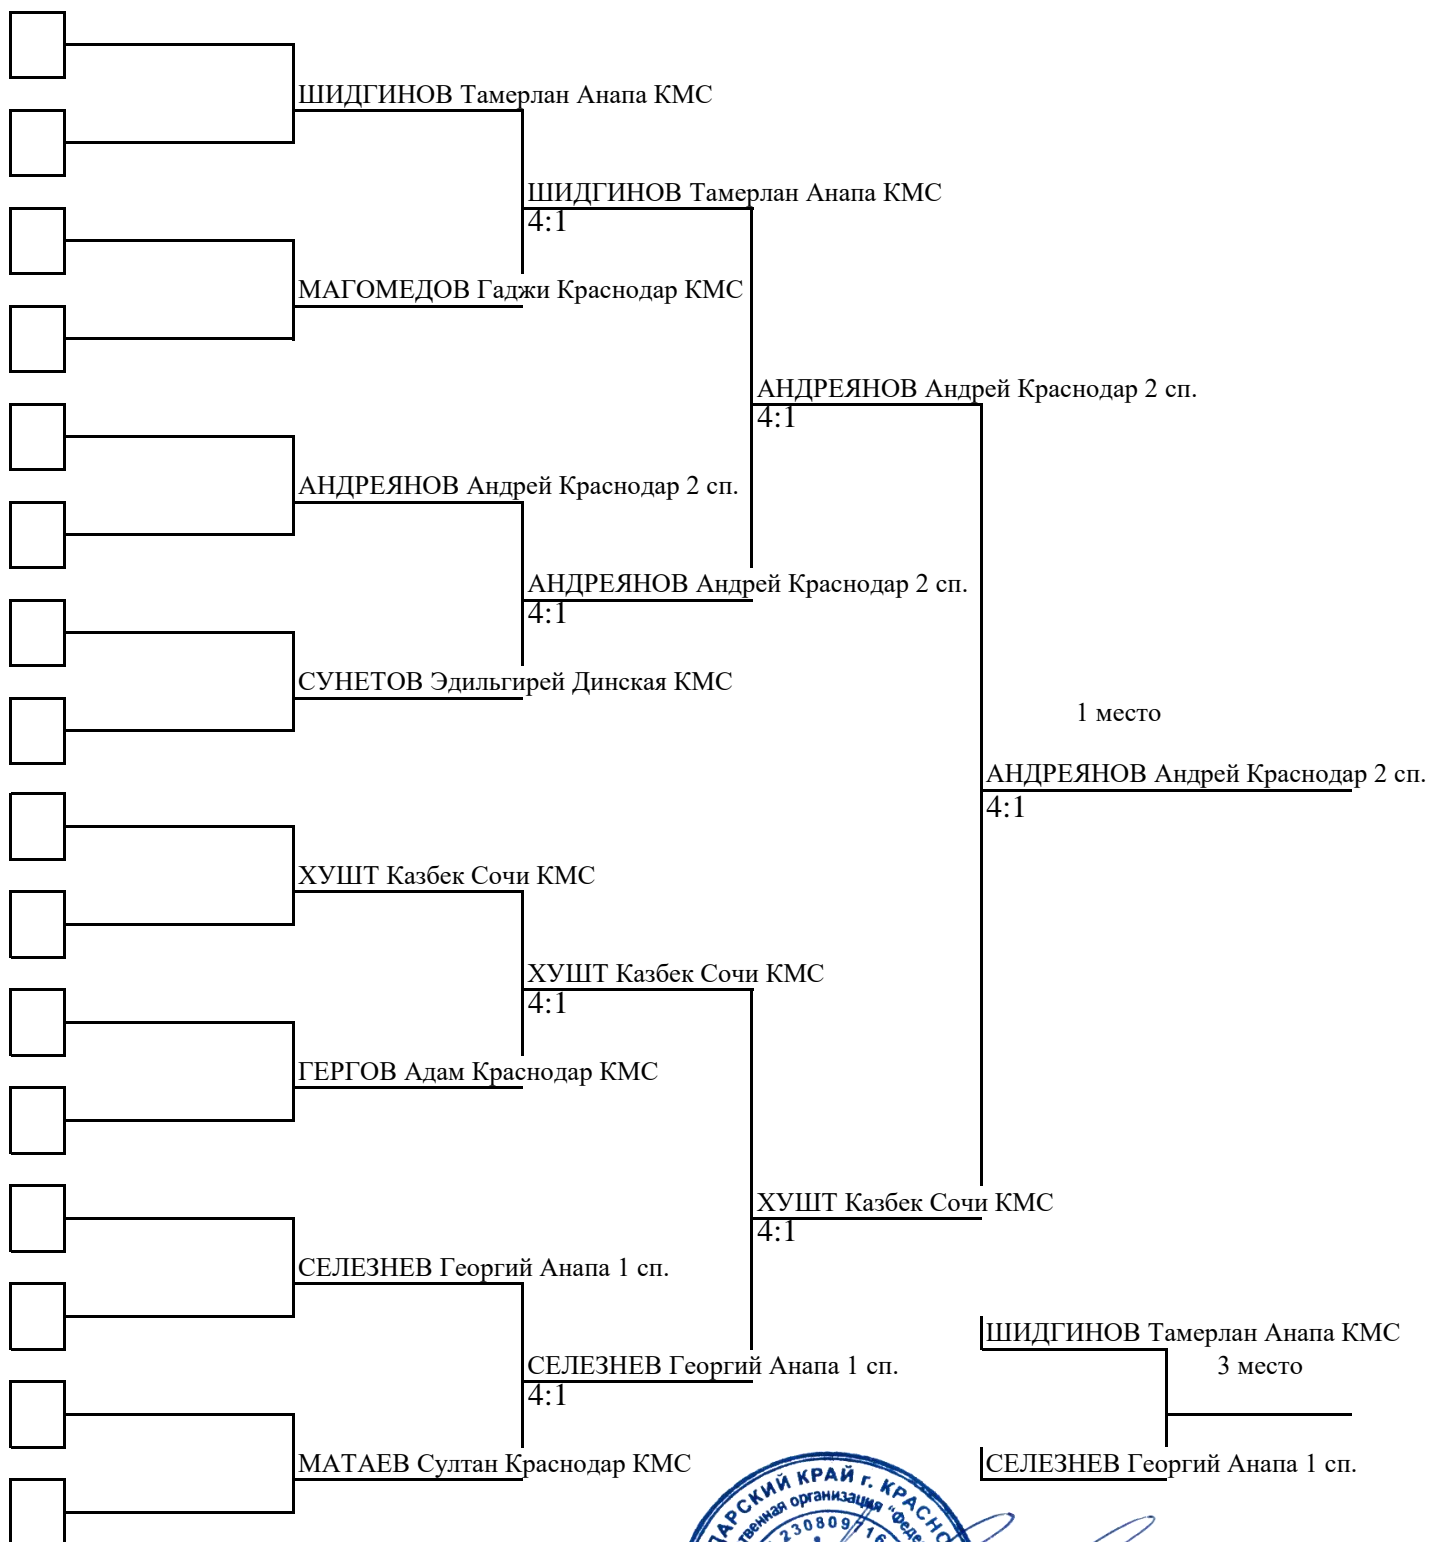 ШИДГИНОВ Тамерлан Анапа КМС
ШИДГИНОВ Тамерлан Анапа КМС
4:1
МАГОМЕДОВ Гаджи Краснодар КМС
АНДРЕЯНОВ Андрей Краснодар 2 сп.
4:1
АНДРЕЯНОВ Андрей Краснодар 2 сп.
АНДРЕЯНОВ Андрей Краснодар 2 сп.
4:1
СУНЕТОВ Эдильгирей Динская КМС
1 место
АНДРЕЯНОВ Андрей Краснодар 2 сп.
4:1
ХУШТ Казбек Сочи КМС
ХУШТ Казбек Сочи КМС
4:1
ГЕРГОВ Адам Краснодар КМС
ХУШТ Казбек Сочи КМС
4:1
СЕЛЕЗНЕВ Георгий Анапа 1 сп.
ШИДГИНОВ Тамерлан Анапа КМС
СЕЛЕЗНЕВ Георгий Анапа 1 сп.
3 место
4:1
МАТАЕВ Султан Краснодар КМС
СЕЛЕЗНЕВ Георгий Анапа 1 сп.
КРАЙ г.
организация